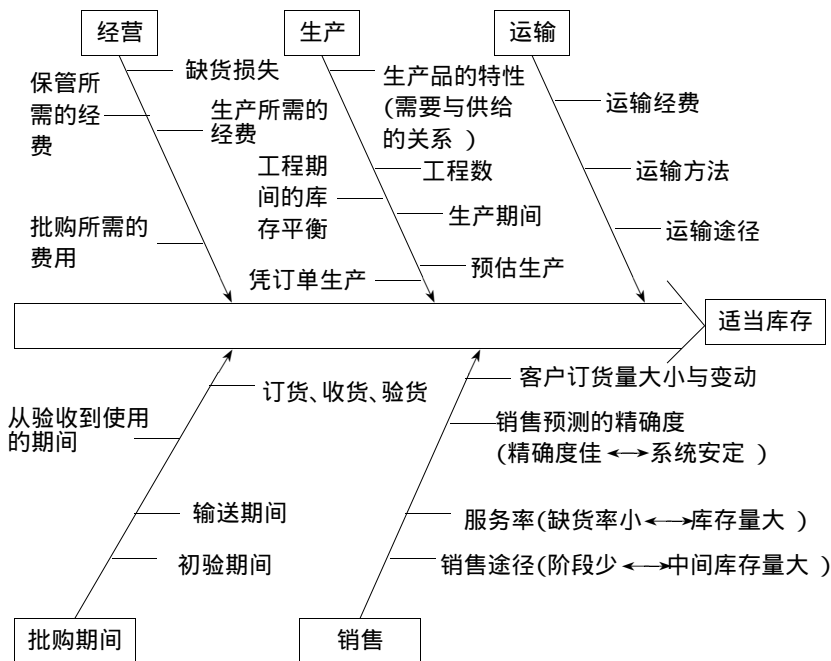 经营
生产
运输
缺货损失
保管所
需的经
费
生产所需的
经费
批购所需的
费用
生产品的特性
(需要与供给
的关系 )
工程期
间的库
存平衡
工程数
生产期间
预估生产
凭订单生产
运输经费
运输方法
运输途径
适当库存
订货、收货、验货
从验收到使用
的期间
输送期间
初验期间
批购期间
客户订货量大小与变动
销售预测的精确度
(精确度佳 ↔ 系统安定 )
服务率(缺货率小 ↔ 库存量大 )
销售途径(阶段少 ↔ 中间库存量大 )
销售